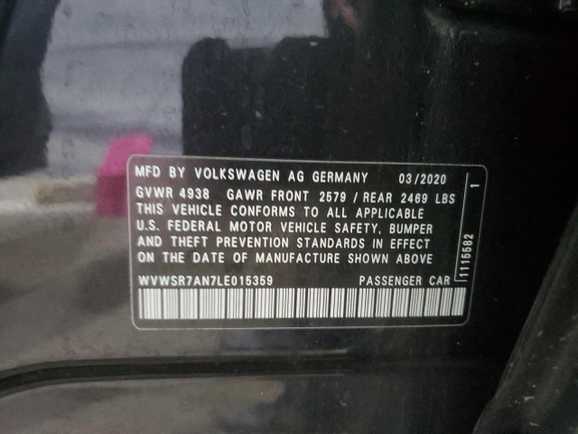 MFD BY VOLKSWAGEN AG GERMANY 03/2020
GVWR 4938 GAWR FRONT 2579 / REAR 2469 LBS
THIS VEHICLE CONFORMS TO ALL APPLICABLE
U.S. FEDERAL MOTOR VEHICLE SAFETY, BUMPER
AND THEFT PREVENTION STANDARDS IN EFFECT
ON THE DATE OF MANUFACTURE SHOWN ABOVE
WVWSR7AN7LE015359 PASSENGER CAR
1115582 1